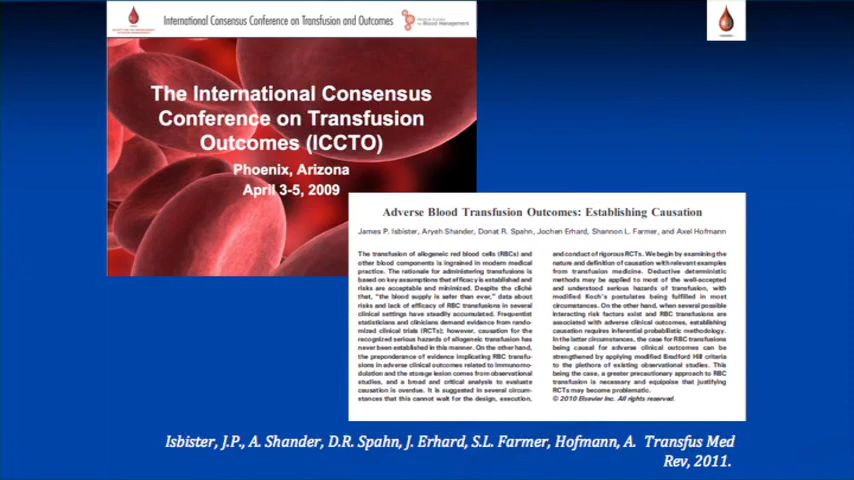 International Consensus Conference on Transfusion and Outcomes
for Blood Management
The International Consensus
Conference on Transfusion
Outcomes (ICCTO)
Phoenix, Arizona
April 3-5, 2009
Adverse Blood Transfusion Outcomes: Establishing Causation
James P. Isbister, Aryeh Shander, Donat R. Spahn, Jochen Erhard, Shannon L. Farmer, and Axel Hofmann
The transfusion of allogeneic red blood cells (RBCs) and
other blood components is ingrained in modern medical
practice. The rationale for administering transfusions is
based on key assumptions that efficacy is established and
risks are acceptable and minimized. Despite the cliché
that, "the blood supply is safer than ever," data about
risks and lack of efficacy of RBC transfusions in several
clinical settings have steadily accumulated. Frequentist
statisticians and clinicians demand evidence from rando-
mized clinical trials (RCTs); however, causation for the
recognized serious hazards of allogeneic transfusion has
never been established in this manner. On the other hand,
the preponderance of evidence implicating RBC transfu-
sions in adverse clinical outcomes related to immunomo-
dulation and the storage lesion comes from observational
studies, and a broad and critical analysis to evaluate
causation is overdue. It is suggested in several circum-
stances that this cannot wait for the design, execution,
and conduct of rigorous RCTs. We begin by examining the
nature and definition of causation with relevant examples
from transfusion medicine. Deductive deterministic
methods may be applied to most of the well-accepted
and understood serious hazards of transfusion, with
modified Koch's postulates being fulfilled in most
circumstances. On the other hand, when several possible
interacting risk factors exist and RBC transfusions are
associated with adverse clinical outcomes, establishing
causation requires inferential probabilistic methodology.
In the latter circumstances, the case for RBC transfusions
being causal for adverse clinical outcomes can be
strengthened by applying modified Bradford Hill criteria
to the plethora of existing observational studies. This
being the case, a greater precautionary approach to RBC
transfusion is necessary and equipoise that justifying
RCTs may become problematic.
© 2010 Elsevier Inc. All rights reserved.
Isbister, J.P., A. Shander, D.R. Spahn, J. Erhard, S.L. Farmer, Hofmann, A. Transfus Med
Rev, 2011.